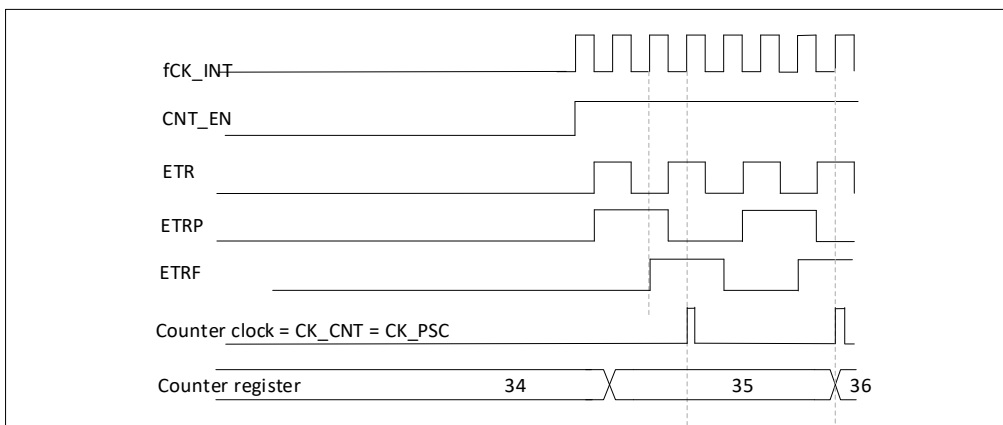 fCK_INT
CNT_EN
ETR
ETRP
ETRF
Counter clock = CK_CNT = CK_PSC
Counter register 34 35 36